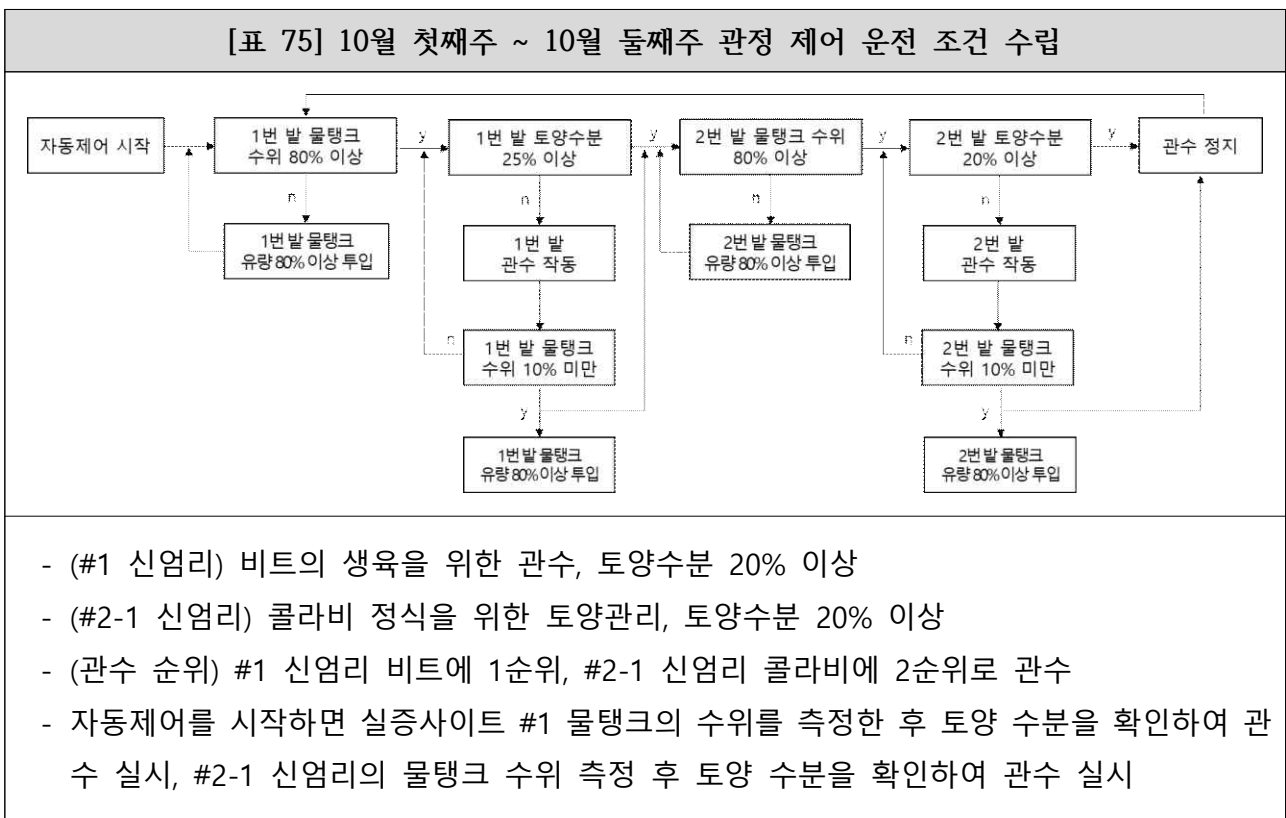 [표 75] 10월 첫째주 ~ 10월 둘째주 관정 제어 운전 조건 수립
자동제어 시작
1번 밭 물탱크
수위 80% 이상
y
1번 밭 토양수분
25% 이상
y
2번 밭 물탱크 수위
80% 이상
y
2번 밭 토양수분
20% 이상
y
관수 정지
n
n
n
n
1번 밭 물탱크
유량 80% 이상 투입
1번 밭
관수 작동
2번 밭 물탱크
유량 80% 이상 투입
2번 밭
관수 작동
n
1번 밭 물탱크
수위 10% 미만
n
2번 밭 물탱크
수위 10% 미만
y
y
1번 밭 물탱크
유량 80% 이상 투입
2번 밭 물탱크
유량 80% 이상 투입
- (#1 신엄리) 비트의 생육을 위한 관수, 토양수분 20% 이상
- (#2-1 신엄리) 콜라비 정식을 위한 토양관리, 토양수분 20% 이상
- (관수 순위) #1 신엄리 비트에 1순위, #2-1 신엄리 콜라비에 2순위로 관수
- 자동제어를 시작하면 실증사이트 #1 물탱크의 수위를 측정한 후 토양 수분을 확인하여 관
수 실시, #2-1 신엄리의 물탱크 수위 측정 후 토양 수분을 확인하여 관수 실시